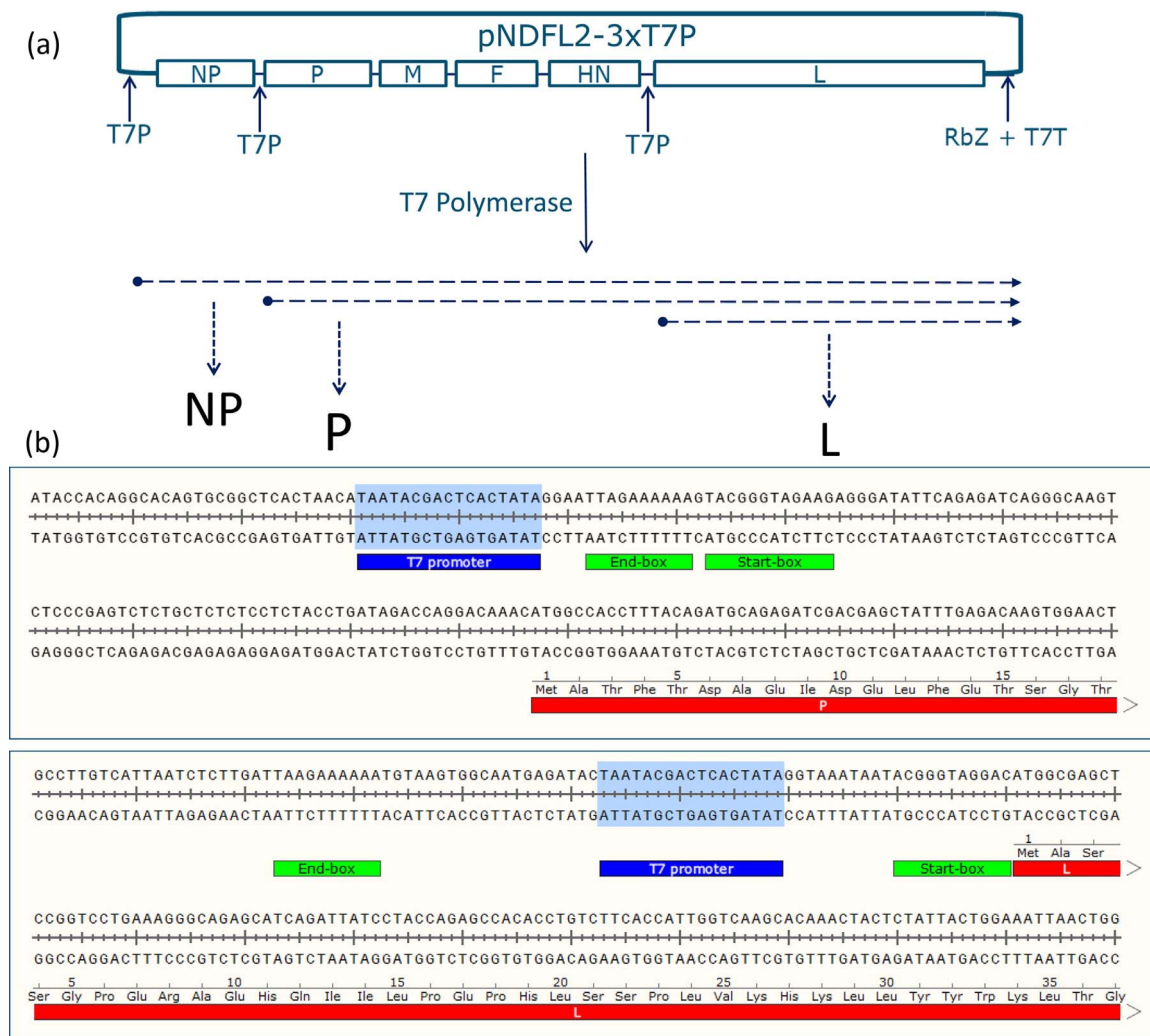 (a)
pNDFL2-3xT7P
NP P M F HN L
T7P T7P T7P RbZ + T7T
T7 Polymerase
NP P L
(b)
ATACCACAGGCACAGTGCGGCTCACTAACATAATACGACTCACTATAGGAATTAGAAAAAAGTACGGGTAGAAGAGGGATATTCAGAGATCAGGGCAAGT
TATGGTGTCCGTGTCACGCCGAGTGATTGTATTATGCTGAGTGATATCCTTAATCTTTTTTCATGCCCATCTTCTCCCTATAAGTCTCTAGTCCCGTTCA
T7 promoter End-box Start-box
CTCCCGAGTCTCTGCTCTCTCCTCTACCTGATAGACCAGGACAAACATGGCCACCTTTACAGATGCAGAGATCGACGAGCTATTTGAGACAAGTGGAACT
GAGGGCTCAGAGACGAGAGAGGAGATGGACTATCTGGTCCTGTTTGTACCGGTGGAAATGTCTACGTCTCTAGCTGCTCGATAAACTCTGTTCACCTTGA
1 5 10 15
Met Ala Thr Phe Thr Asp Ala Glu Ile Asp Glu Leu Phe Glu Thr Ser Gly Thr
P
GCCTTGTCATTAATCTCTTGATTAAGAAAAAATGTAAGTGGCAATGAGATACTAATACGACTCACTATAGGTAAATAATACGGGTAGGACATGGCGAGCT
CGGAACAGTAATTAGAGAACTAATTCTTTTTTACATTCACCGTTACTCTATGATTATGCTGAGTGATATCCATTTATTATGCCCATCCTGTACCGCTCGA
1
Met Ala Ser
End-box T7 promoter Start-box L
CCGGTCCTGAAAGGGCAGAGCATCAGATTATCCTACCAGAGCCACACCTGTCTTCACCATTGGTCAAGCACAAACTACTCTATTACTGGAAATTAACTGG
GGCCAGGACTTTCCCGTCTCGTAGTCTAATAGGATGGTCTCGGTGTGGACAGAAGTGGTAACCAGTTCGTGTTTGATGAGATAATGACCTTTAATTGACC
5 10 15 20 25 30 35
Ser Gly Pro Glu Arg Ala Glu His Gln Ile Ile Leu Pro Glu Pro His Leu Ser Ser Pro Leu Val Lys His Lys Leu Leu Tyr Tyr Trp Lys Leu Thr Gly
L